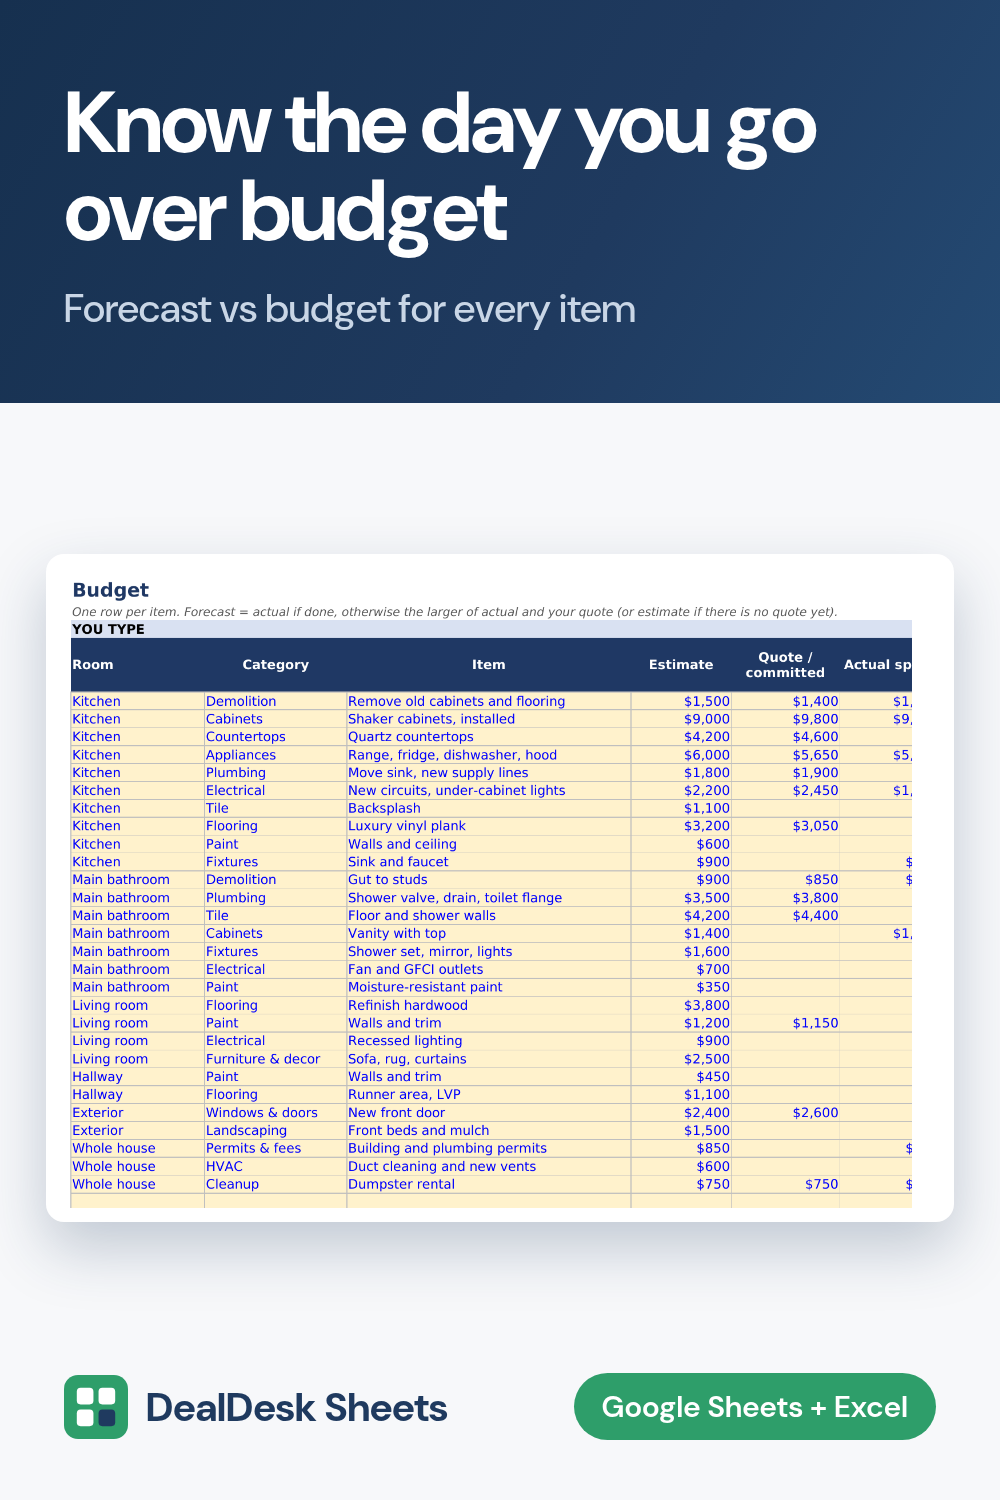 Know the day you go
over budget
Forecast vs budget for every item
Budget
One row per item. Forecast = actual if done, otherwise the larger of actual and your quote (or estimate if there is no quote yet).
YOU TYPE
Room Category Item Estimate Quote / committed Actual sp
Kitchen Demolition Remove old cabinets and flooring $1,500 $1,400 $1,
Kitchen Cabinets Shaker cabinets, installed $9,000 $9,800 $9,
Kitchen Countertops Quartz countertops $4,200 $4,600
Kitchen Appliances Range, fridge, dishwasher, hood $6,000 $5,650 $5,
Kitchen Plumbing Move sink, new supply lines $1,800 $1,900
Kitchen Electrical New circuits, under-cabinet lights $2,200 $2,450 $1,
Kitchen Tile Backsplash $1,100
Kitchen Flooring Luxury vinyl plank $3,200 $3,050
Kitchen Paint Walls and ceiling $600
Kitchen Fixtures Sink and faucet $900 $
Main bathroom Demolition Gut to studs $900 $850 $
Main bathroom Plumbing Shower valve, drain, toilet flange $3,500 $3,800
Main bathroom Tile Floor and shower walls $4,200 $4,400
Main bathroom Cabinets Vanity with top $1,400 $1,
Main bathroom Fixtures Shower set, mirror, lights $1,600
Main bathroom Electrical Fan and GFCI outlets $700
Main bathroom Paint Moisture-resistant paint $350
Living room Flooring Refinish hardwood $3,800
Living room Paint Walls and trim $1,200 $1,150
Living room Electrical Recessed lighting $900
Living room Furniture & decor Sofa, rug, curtains $2,500
Hallway Paint Walls and trim $450
Hallway Flooring Runner area, LVP $1,100
Exterior Windows & doors New front door $2,400 $2,600
Exterior Landscaping Front beds and mulch $1,500
Whole house Permits & fees Building and plumbing permits $850 $
Whole house HVAC Duct cleaning and new vents $600
Whole house Cleanup Dumpster rental $750 $750 $
DealDesk Sheets
Google Sheets + Excel